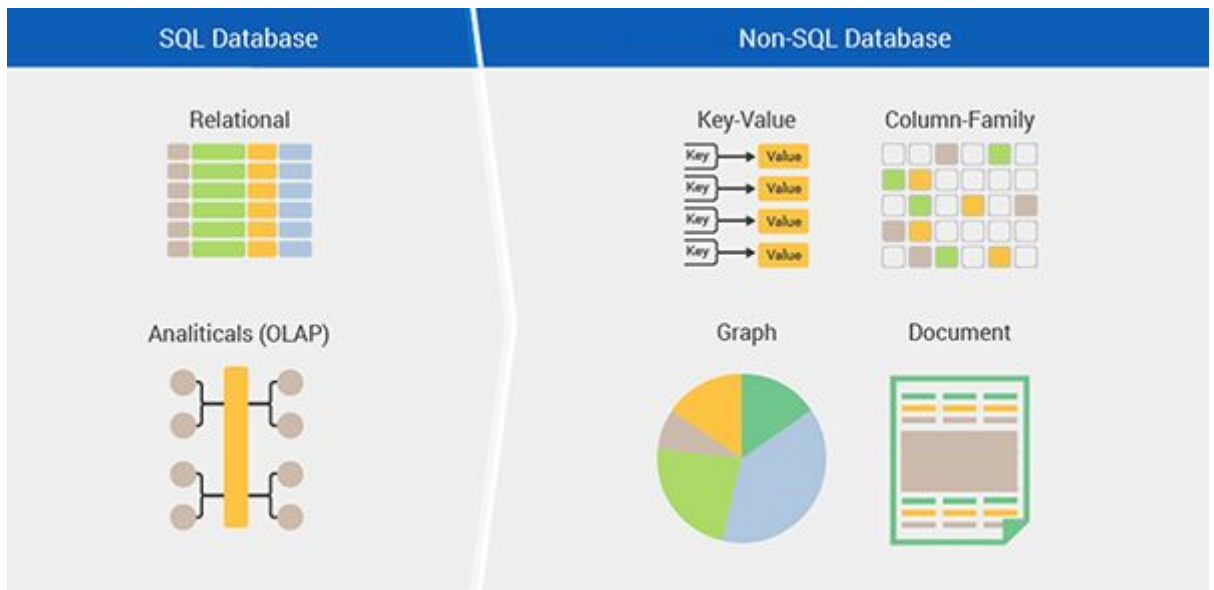 SQL Database
Non-SQL Database
Relational
Key-Value
Column-Family
Key Value
Key Value
Key Value
Key Value
Analiticals (OLAP)
Graph
Document